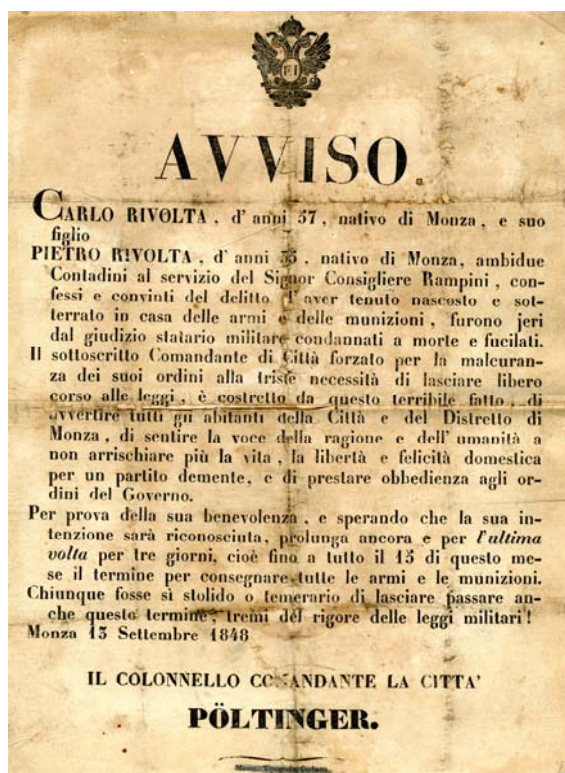 AVVISO.
CARLO RIVOLTA, d'anni 57, nativo di Monza, e suo
figlio
PIETRO RIVOLTA, d'anni, nativo di Monza, ambidue
Contadini al servizio del Signor Consigliere Rampini, con-
fessi e convinti del delitto d'aver tenuto nascosto e sot-
terrato in casa delle armi e delle munizioni, furono jeri
dal giudizio statario militare condannati a morte e fucilati.
Il sottoscritto Comandante di Città forzato per la malcuran-
za dei suoi ordini alla triste necessità di lasciare libero
corso alle leggi, è costretto da questo terribile fatto, di
avvertire tutti gli abitanti della Città e del Distretto di
Monza, di sentire la voce della ragione e dell'umanità a
non arrischiare più la vita, la libertà e felicità domestica
per un partito demente, e di prestare obbedienza agli or-
dini del Governo.
Per prova della sua benevolenza, e sperando che la sua in-
tenzione sarà riconosciuta, prolunga ancora e per l'ultima
volta per tre giorni, cioè fino a tutto il 15 di questo me-
se il termine per consegnare tutte le armi e le munizioni.
Chiunque fosse sì stolido o temerario di lasciare passare an-
che questo termine, tremi del rigore delle leggi militari!
Monza 13 Settembre 1848
IL COLONNELLO COMANDANTE LA CITTA'
PÖLTINGER.
Monza, Tipografia Corbetta